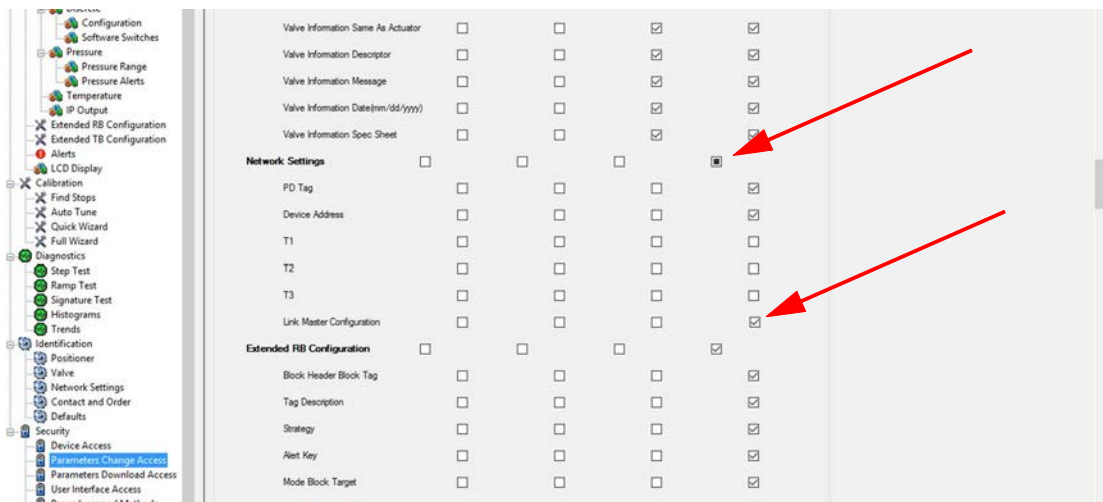 Configuration
Software Switches
Pressure
Pressure Range
Pressure Alerts
Temperature
IP Output
Extended RB Configuration
Extended TB Configuration
Alerts
LCD Display
Calibration
Find Stops
Auto Tune
Quick Wizard
Full Wizard
Diagnostics
Step Test
Ramp Test
Signature Test
Histograms
Trends
Identification
Positioner
Valve
Network Settings
Contact and Order
Defaults
Security
Device Access
Parameters Change Access
Parameters Download Access
User Interface Access
Valve Information Same As Actuator
Valve Information Descriptor
Valve Information Message
Valve Information Date(mm/dd/yyyy)
Valve Information Spec Sheet
Network Settings
PD Tag
Device Address
T1
T2
T3
Link Master Configuration
Extended RB Configuration
Block Header Block Tag
Tag Description
Strategy
Alert Key
Mode Block Target